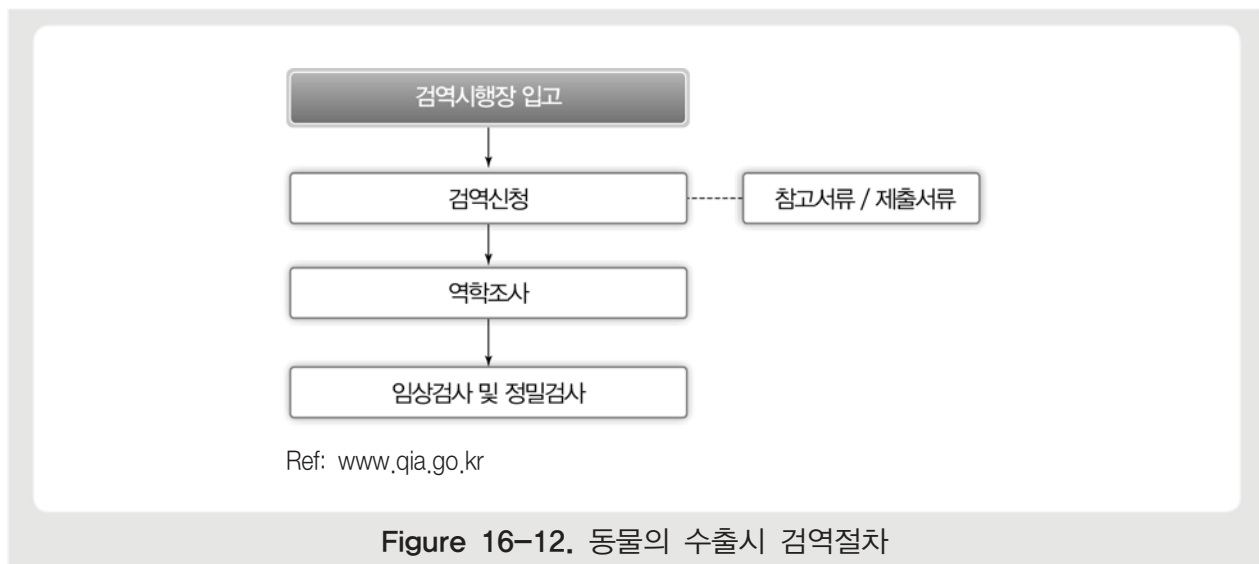 검역시행장 입고
검역신청
참고서류 / 제출서류
역학조사
임상검사 및 정밀검사
Ref: www.qia.go.kr
Figure 16-12. 동물의 수출시 검역절차